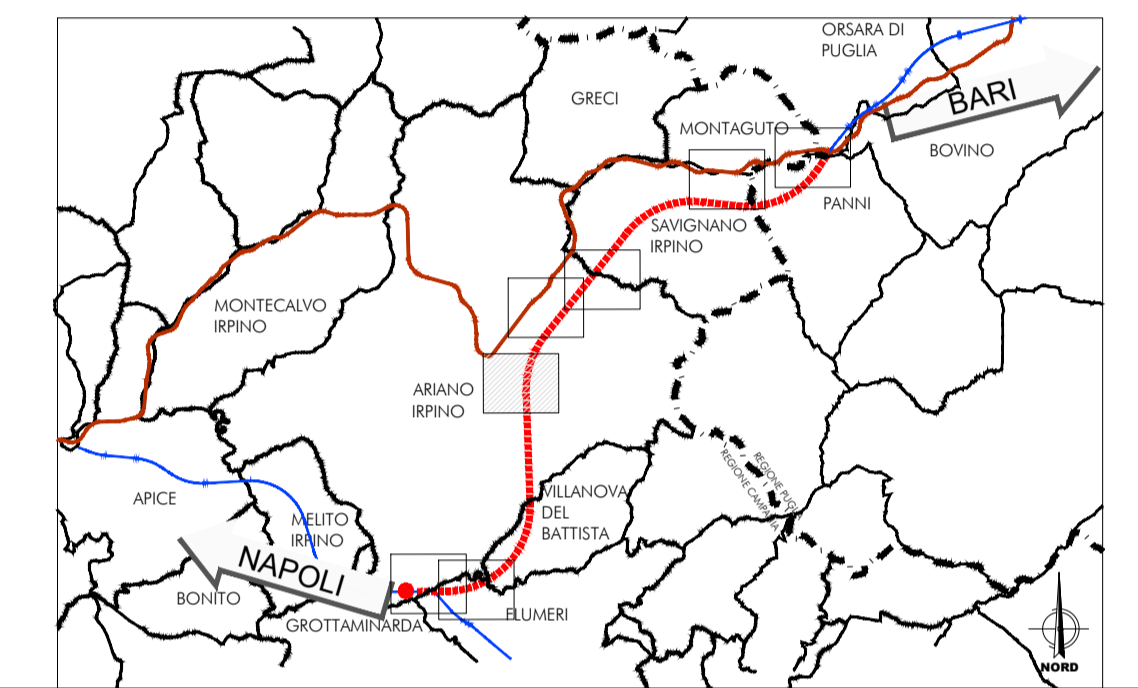 ORSARA DI
PUGLIA
GRECI
BARI
MONTAGUTO
BOVINO
PANNI
SAVIGNANO
IRPINO
MONTECALVO
IRPINO
ARIANO
IRPINO
REGIONE PUGLIA
REGIONE CAMPANIA
APICE
VILLANOVA
DEL
BATTISTA
MELITO
IRPINO
NAPOLI
BONITO
GROTTAMINARDA
FLUMERI
NORD